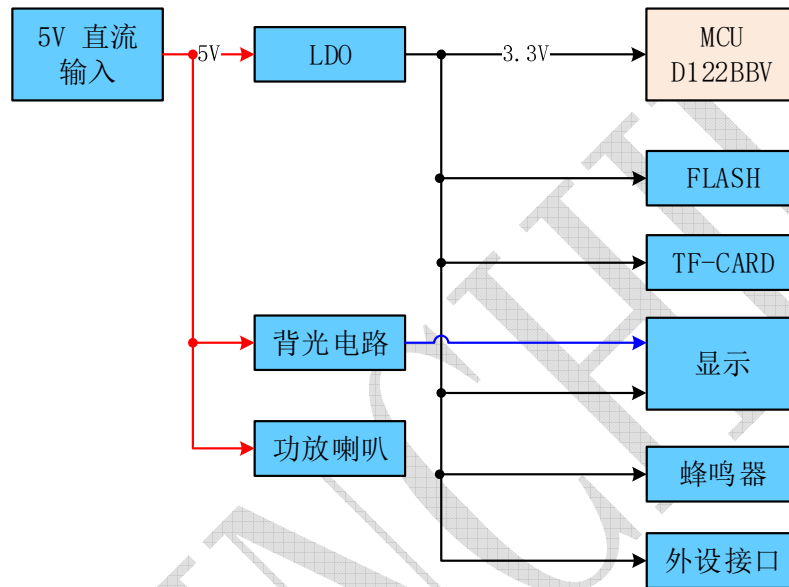 5V 直流
输入
5V
LDO
3.3V
MCU
D122BBV
FLASH
TF-CARD
背光电路
显示
功放喇叭
蜂鸣器
外设接口